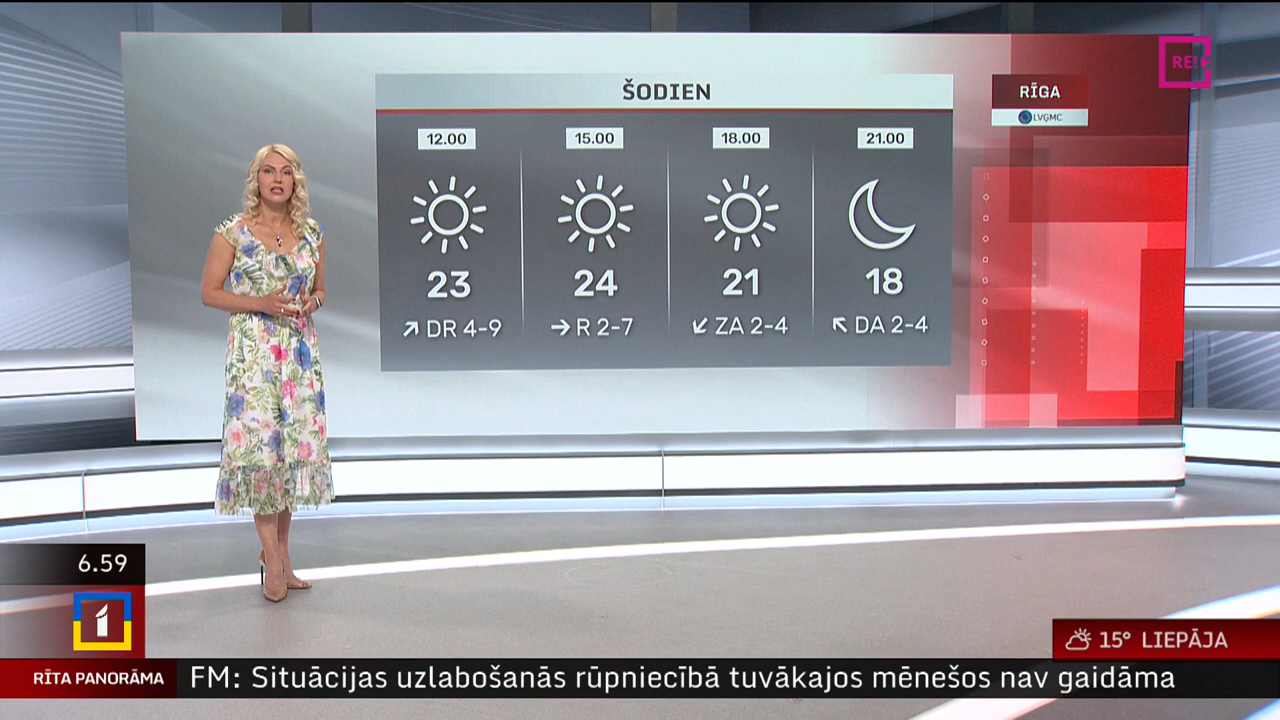 RE!
ŠODIEN
RĪGA
LVĢMC
12.00
15.00
18.00
21.00
23
24
21
18
DR 4-9
R 2-7
ZA 2-4
DA 2-4
6.59
1
15° LIEPĀJA
RĪTA PANORĀMA
FM: Situācijas uzlabošanās rūpniecībā tuvākajos mēnešos nav gaidāma